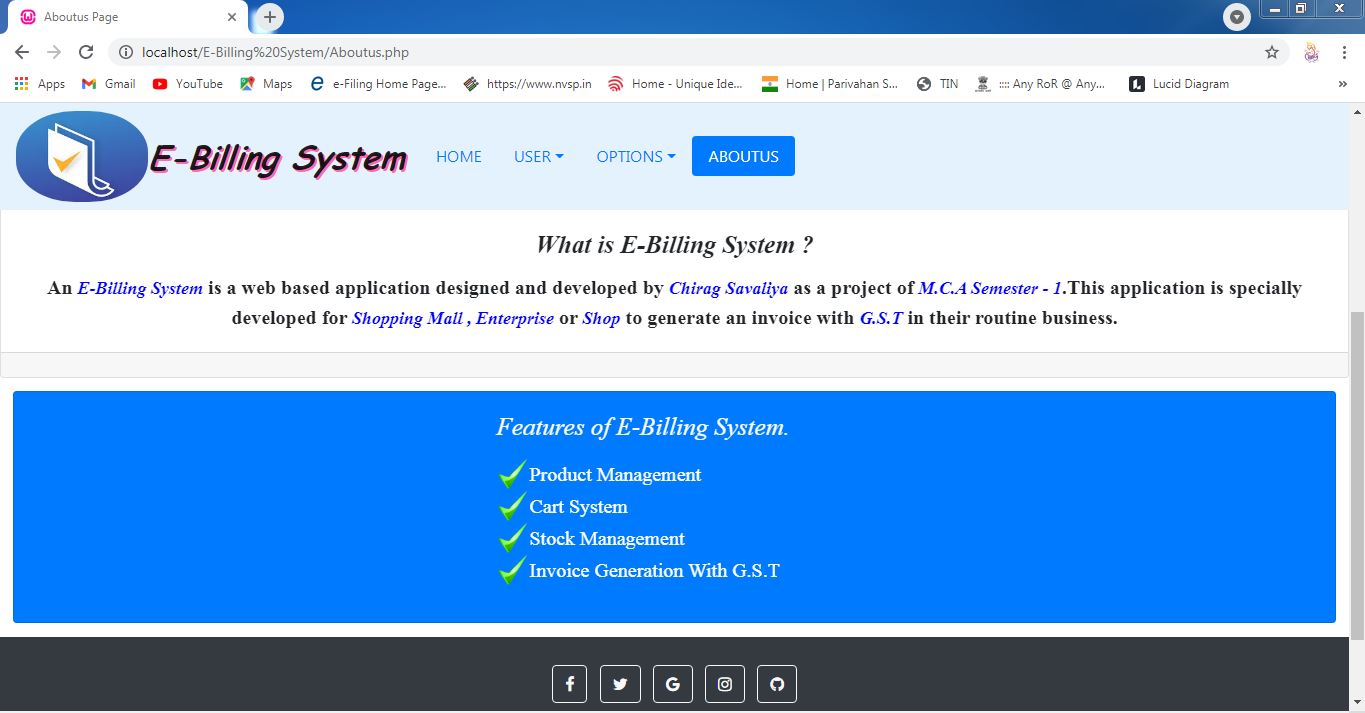 Aboutus Page
localhost/E-Billing%20System/Aboutus.php
Apps Gmail YouTube Maps e-Filing Home Page... https://www.nvsp.in Home - Unique Ide... Home | Parivahan S... TIN :::: Any RoR @ Any... Lucid Diagram »
E-Billing System HOME USER OPTIONS ABOUTUS
What is E-Billing System ?
An E-Billing System is a web based application designed and developed by Chirag Savaliya as a project of M.C.A Semester - 1.This application is specially
developed for Shopping Mall , Enterprise or Shop to generate an invoice with G.S.T in their routine business.
Features of E-Billing System.
Product Management
Cart System
Stock Management
Invoice Generation With G.S.T